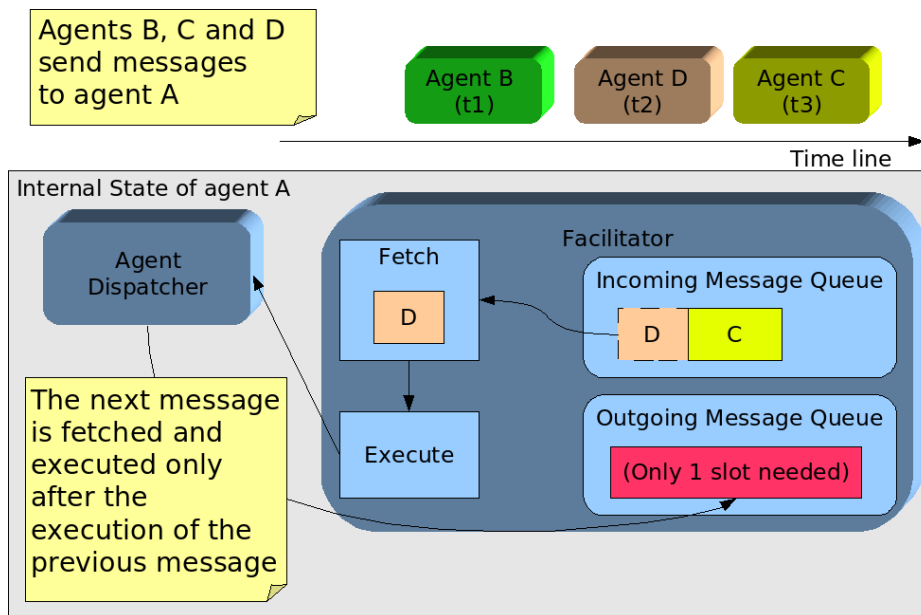 Agents B, C and D
send messages
to agent A
Agent B
(t1)
Agent D
(t2)
Agent C
(t3)
Time line
Internal State of agent A
Agent
Dispatcher
Facilitator
Fetch
D
Incoming Message Queue
D
C
The next message
is fetched and
executed only
after the
execution of the
previous message
Execute
Outgoing Message Queue
(Only 1 slot needed)